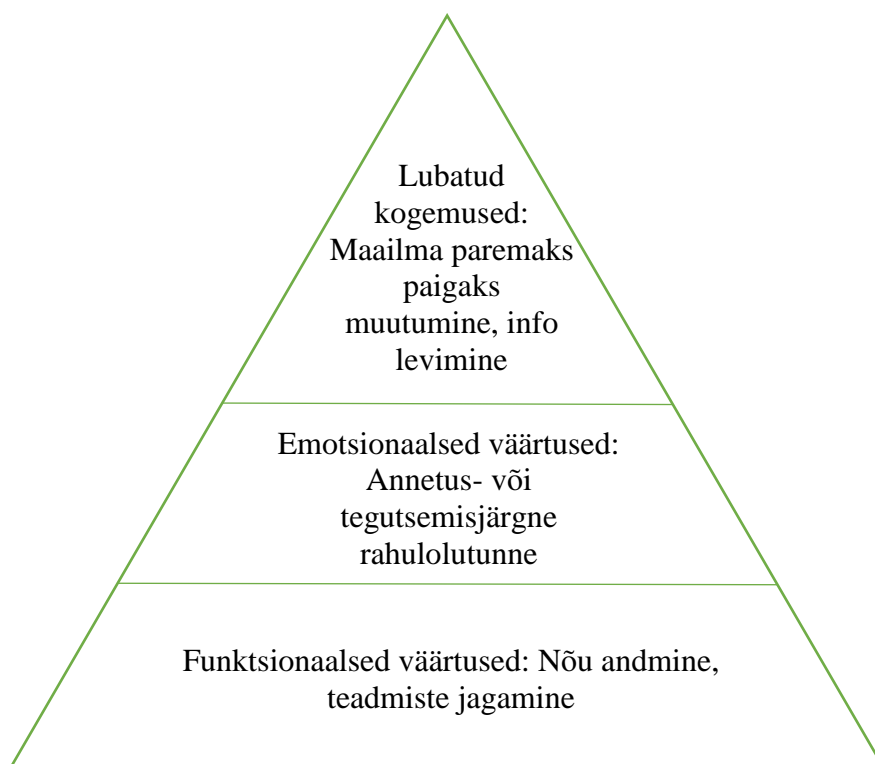 Lubatud
kogemused:
Maailma paremaks
paigaks
muutumine, info
levimine
Emotsionaalsed väärtused:
Annetus- või
tegutsemisjärgne
rahulolutunne
Funktsionaalsed väärtused: Nõu andmine,
teadmiste jagamine